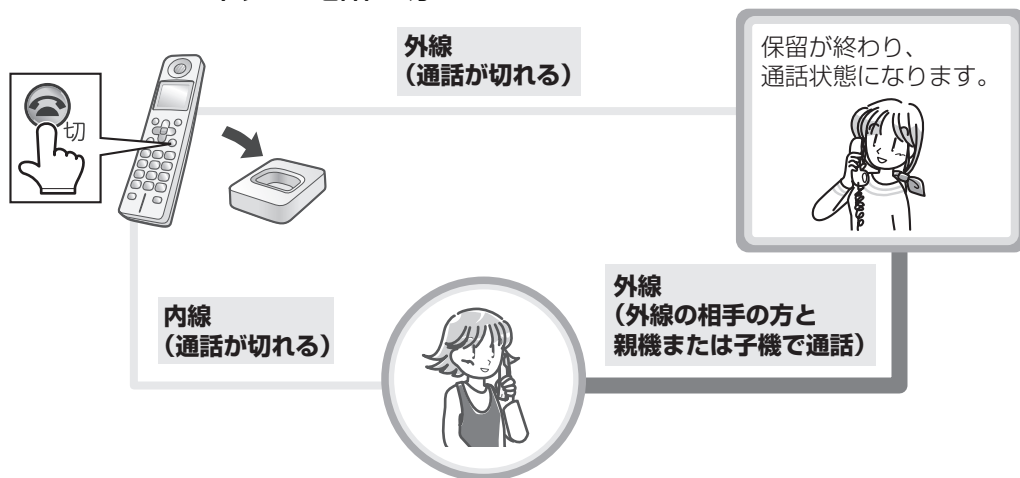 外線
(通話が切れる)
保留が終わり、
通話状態になります。
切
内線
(通話が切れる)
外線
(外線の相手の方と
親機または子機で通話)